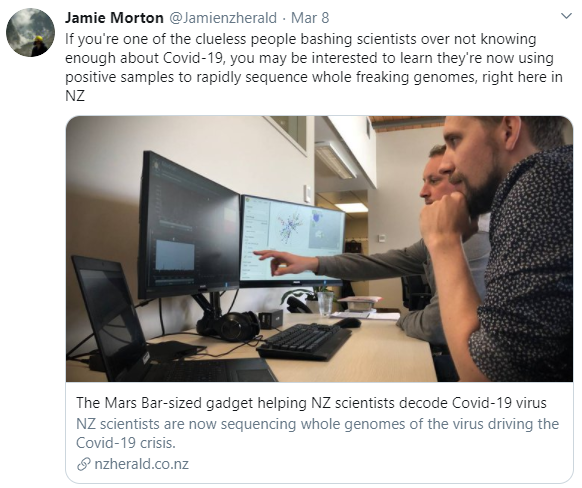 Jamie Morton @Jamienzherald · Mar 8
If you're one of the clueless people bashing scientists over not knowing
enough about Covid-19, you may be interested to learn they're now using
positive samples to rapidly sequence whole freaking genomes, right here in
NZ
The Mars Bar-sized gadget helping NZ scientists decode Covid-19 virus
NZ scientists are now sequencing whole genomes of the virus driving the
Covid-19 crisis.
nzherald.co.nz